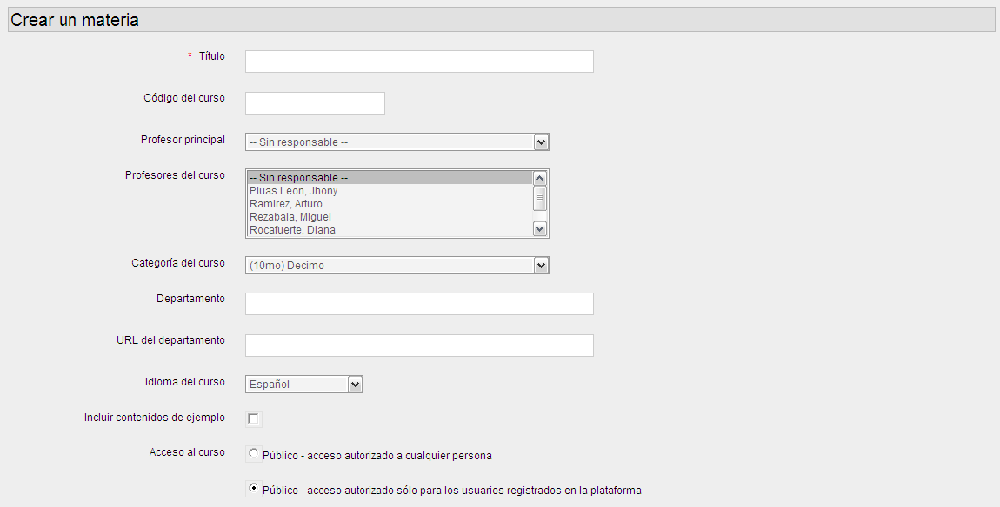 Crear un materia
* Título
Código del curso
Profesor principal -- Sin responsable --
Profesores del curso -- Sin responsable --
Pluas Leon, Jhony
Ramirez, Arturo
Rezabala, Miguel
Rocafuerte, Diana
Categoría del curso (10mo) Decimo
Departamento
URL del departamento
Idioma del curso Español
Incluir contenidos de ejemplo
Acceso al curso Público - acceso autorizado a cualquier persona
Público - acceso autorizado sólo para los usuarios registrados en la plataforma